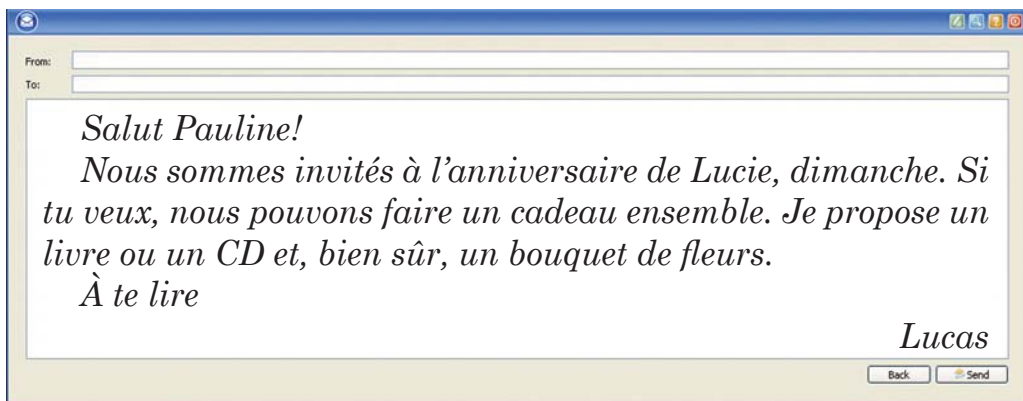 From:
To:
Salut Pauline!
Nous sommes invités à l'anniversaire de Lucie, dimanche. Si
tu veux, nous pouvons faire un cadeau ensemble. Je propose un
livre ou un CD et, bien sûr, un bouquet de fleurs.
À te lire
Lucas
Back Send